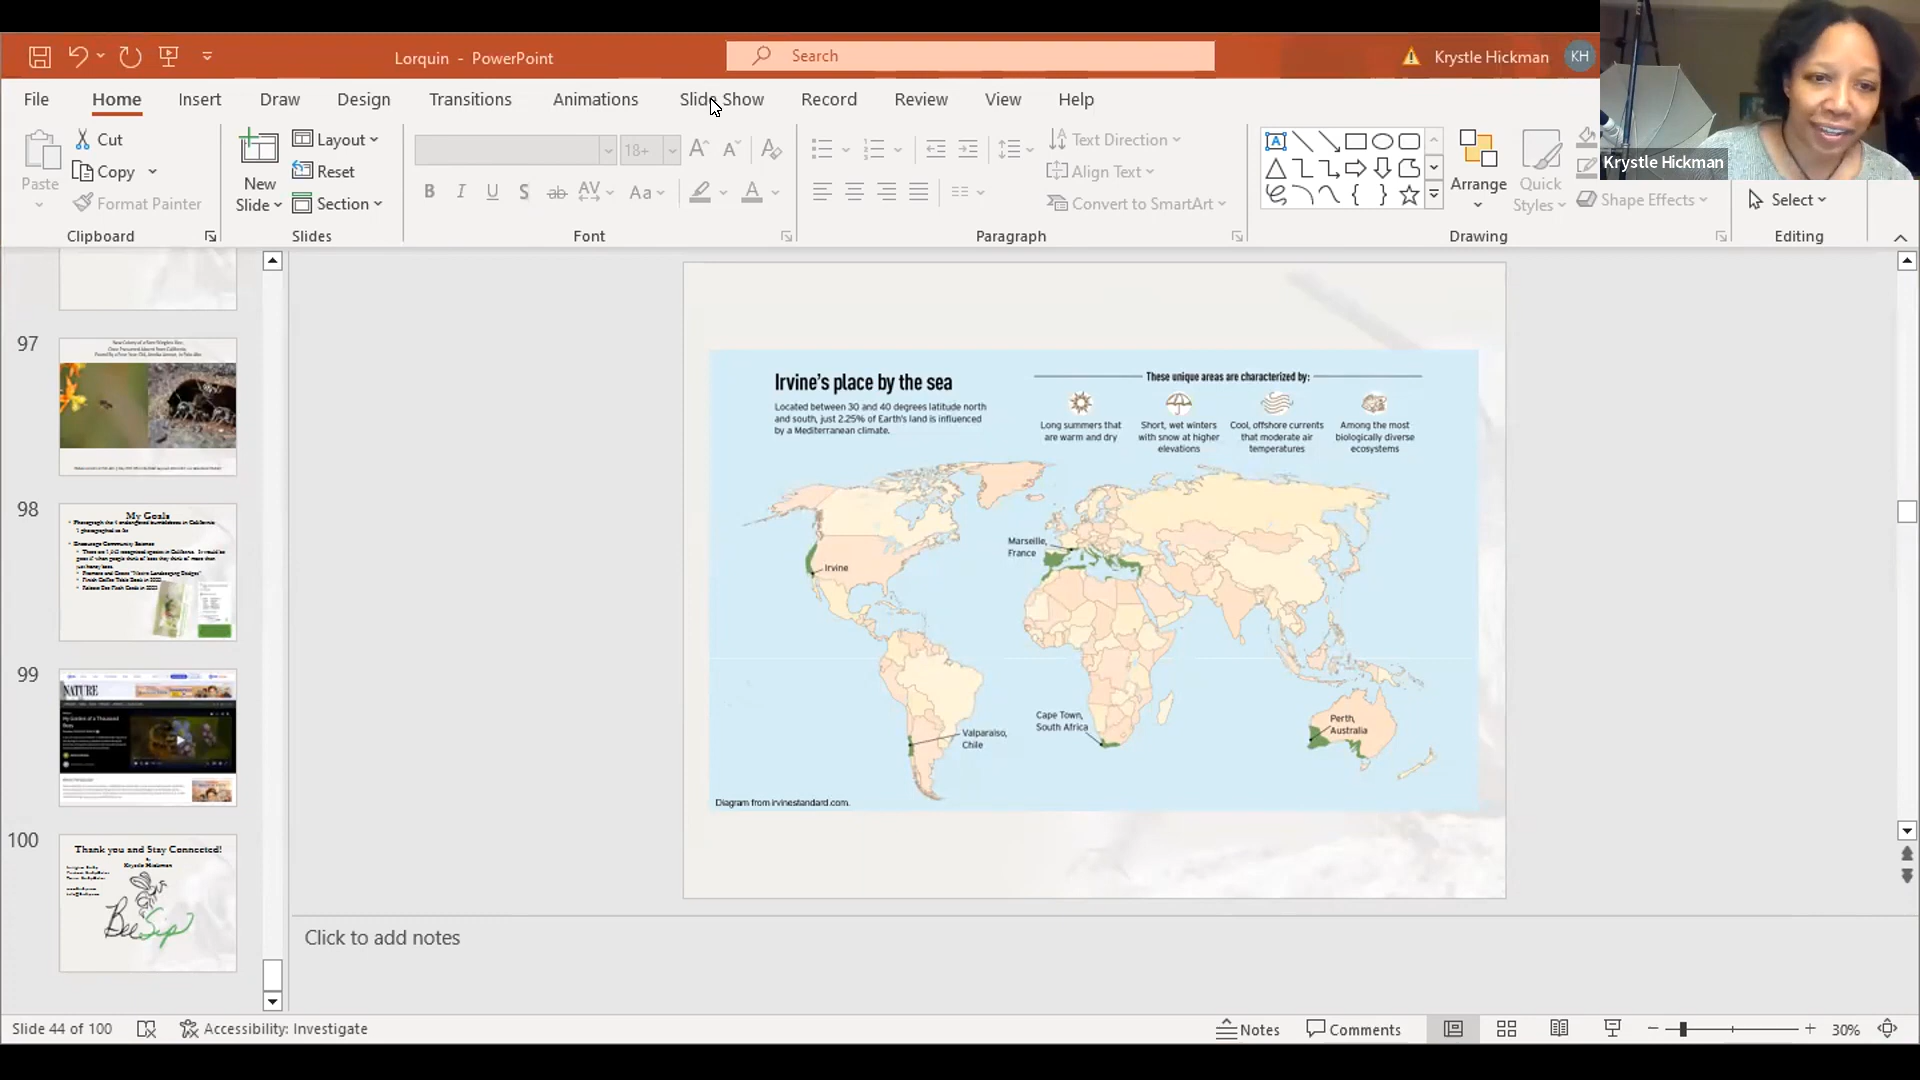 Lorquin - PowerPoint
Search
Krystle Hickman
KH
File
Home
Insert
Draw
Design
Transitions
Animations
Slide Show
Record
Review
View
Help
Paste
Cut
Copy
Format Painter
Clipboard
New
Slide
Layout
Reset
Section
Slides
18+
Font
Text Direction
Align Text
Convert to SmartArt
Paragraph
Arrange
Quick
Styles
Shape Effects
Drawing
Select
Editing
Krystle Hickman
97
98
My Goals
99
NATURE
100
Thank you and Stay Connected!
Krystle Hickman
BeeSip
Irvine's place by the sea
Located between 30 and 40 degrees latitude north
and south, just 2.25% of Earth's land is influenced
by a Mediterranean climate.
These unique areas are characterized by:
Long summers that
are warm and dry
Short, wet winters
with snow at higher
elevations
Cool, offshore currents
that moderate air
temperatures
Among the most
biologically diverse
ecosystems
Irvine
Marseille,
France
Valparaiso,
Chile
Cape Town,
South Africa
Perth,
Australia
Diagram from irvinestandard.com.
Click to add notes
Slide 44 of 100
Accessibility: Investigate
Notes
Comments
30%